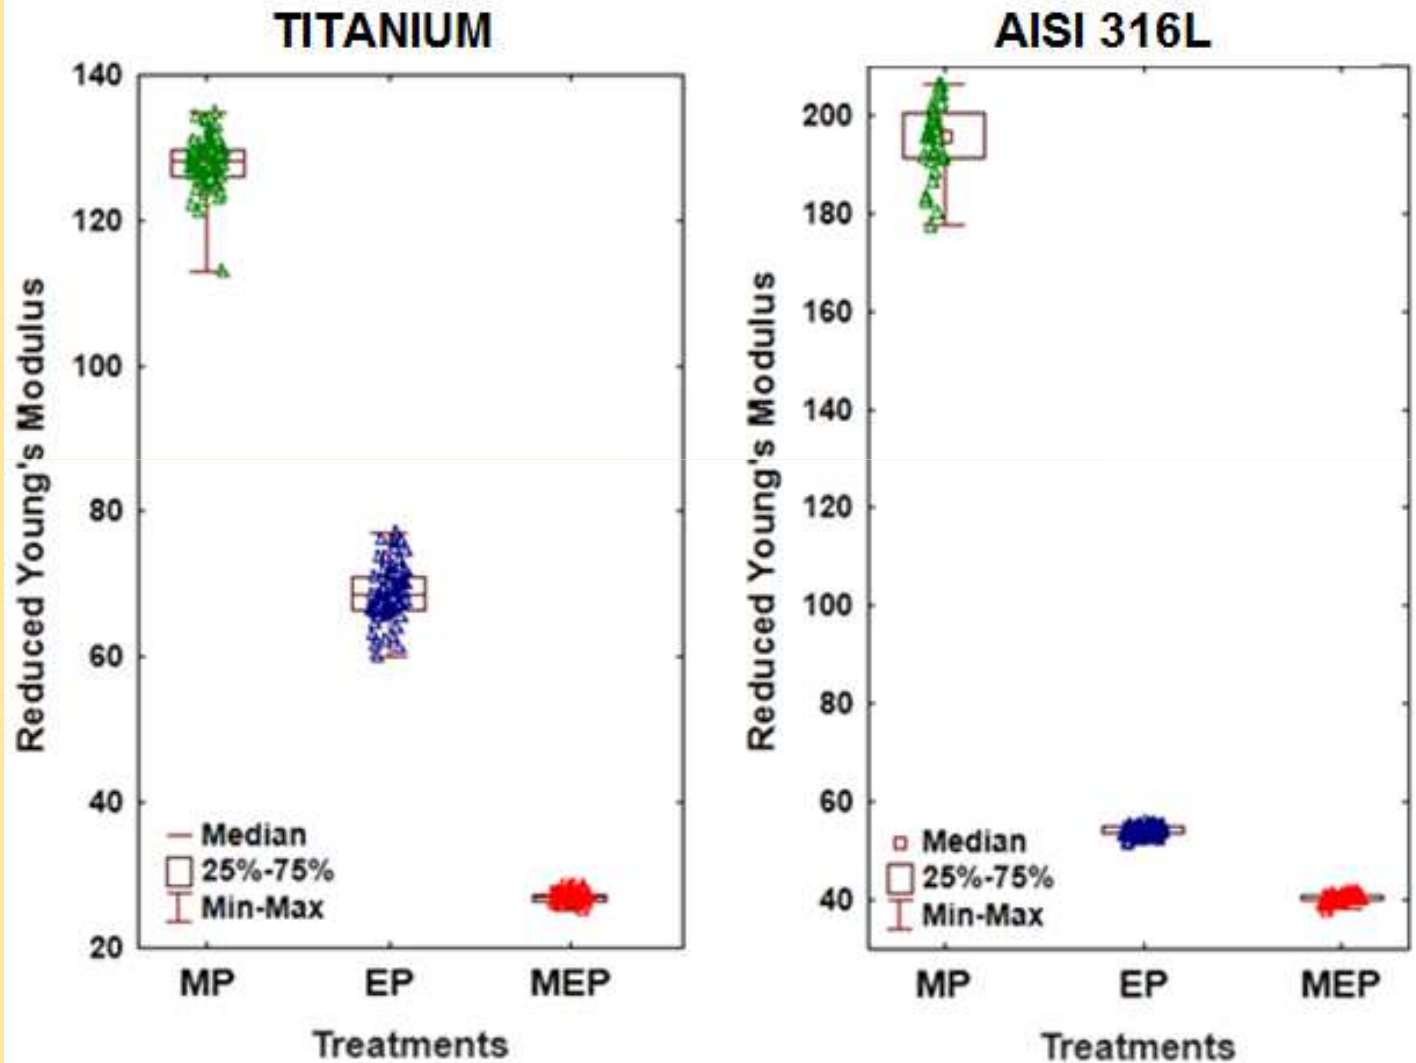 TITANIUM
140
120
100
80
60
40
20
Reduced Young's Modulus
Median
25%-75%
Min-Max
MP EP MEP
Treatments
AISI 316L
200
180
160
140
120
100
80
60
40
Reduced Young's Modulus
Median
25%-75%
Min-Max
MP EP MEP
Treatments